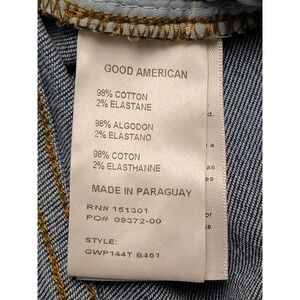 GOOD AMERICAN
98% COTTON
2% ELASTANE
98% ALGODON
2% ELASTANO
98% COTON
2% ELASTHANNE
MADE IN PARAGUAY
RN# 151301
PO# 09372-00
STYLE:
GWP144T B461